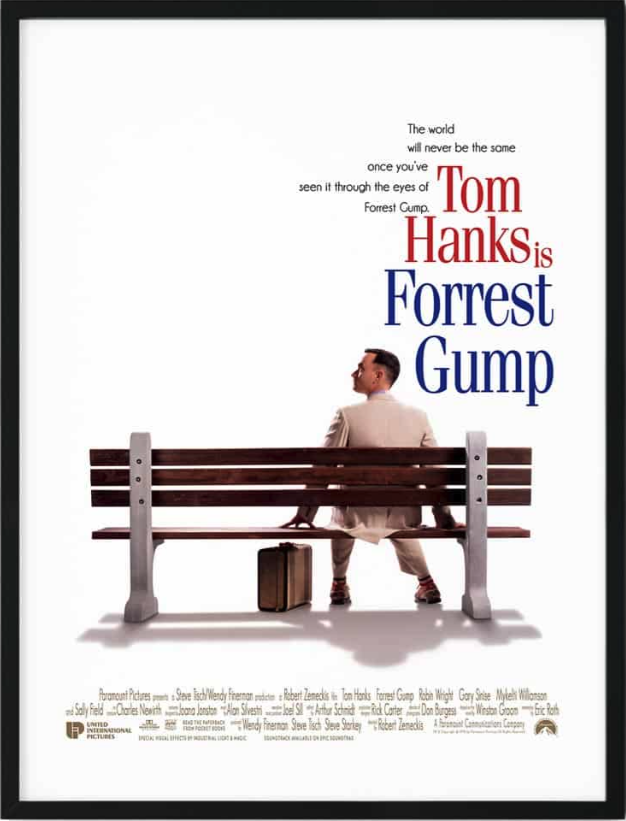 The world
will never be the same
once you've
seen it through the eyes of
Forrest Gump.
Tom
Hanks is
Forrest
Gump
Paramount Pictures presents a Steve Tisch/Wendy Finerman production a Robert Zemeckis film Tom Hanks Forrest Gump Robin Wright Gary Sinise Mykelti Williamson
and Sally Field Charles Newirth Joana Jonston Alan Silvestri Joel Sill Arthur Schmidt Rick Carter Don Burgess Winston Groom Eric Roth
UNITED
INTERNATIONAL
PICTURES
READ THE PAPERBACK
FROM POCKET BOOKS
Wendy Finerman Steve Tisch Steve Starkey Robert Zemeckis
A Paramount Communications Company
SPECIAL VISUAL EFFECTS BY INDUSTRIAL LIGHT & MAGIC SOUNDTRACK AVAILABLE ON EPIC SOUNDTRAX